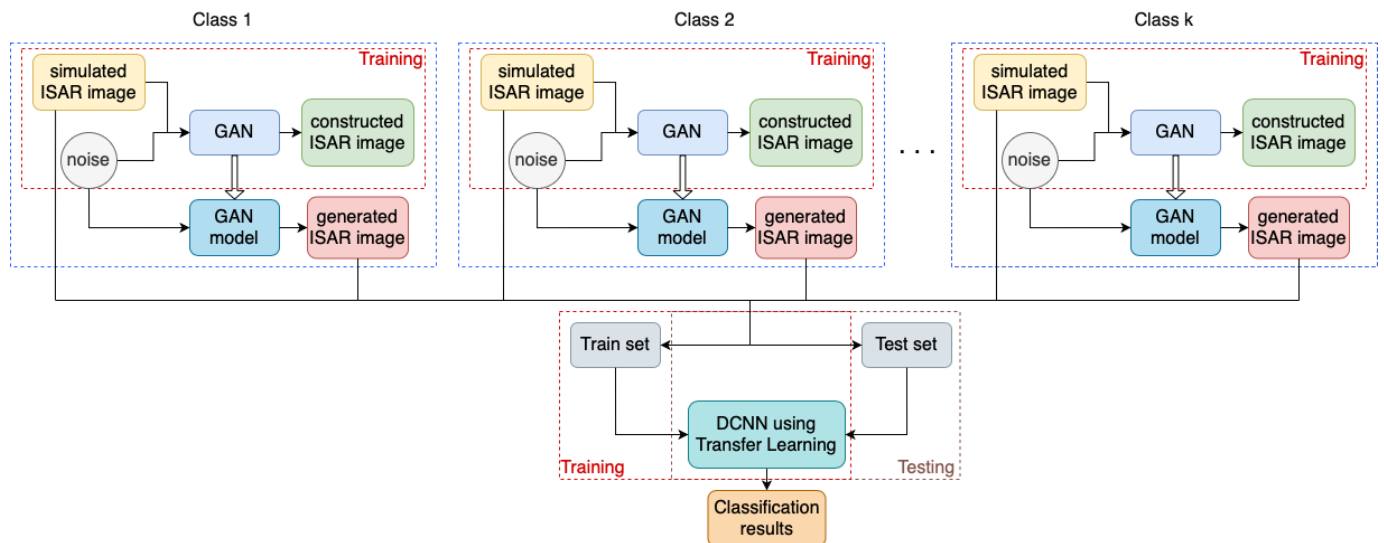 Class 1
Class 2
Class k
Training
simulated
ISAR image
GAN
constructed
ISAR image
noise
GAN
model
generated
ISAR image
Training
simulated
ISAR image
GAN
constructed
ISAR image
noise
GAN
model
generated
ISAR image
. . .
Training
simulated
ISAR image
GAN
constructed
ISAR image
noise
GAN
model
generated
ISAR image
Train set
Test set
DCNN using
Transfer Learning
Training
Testing
Classification
results